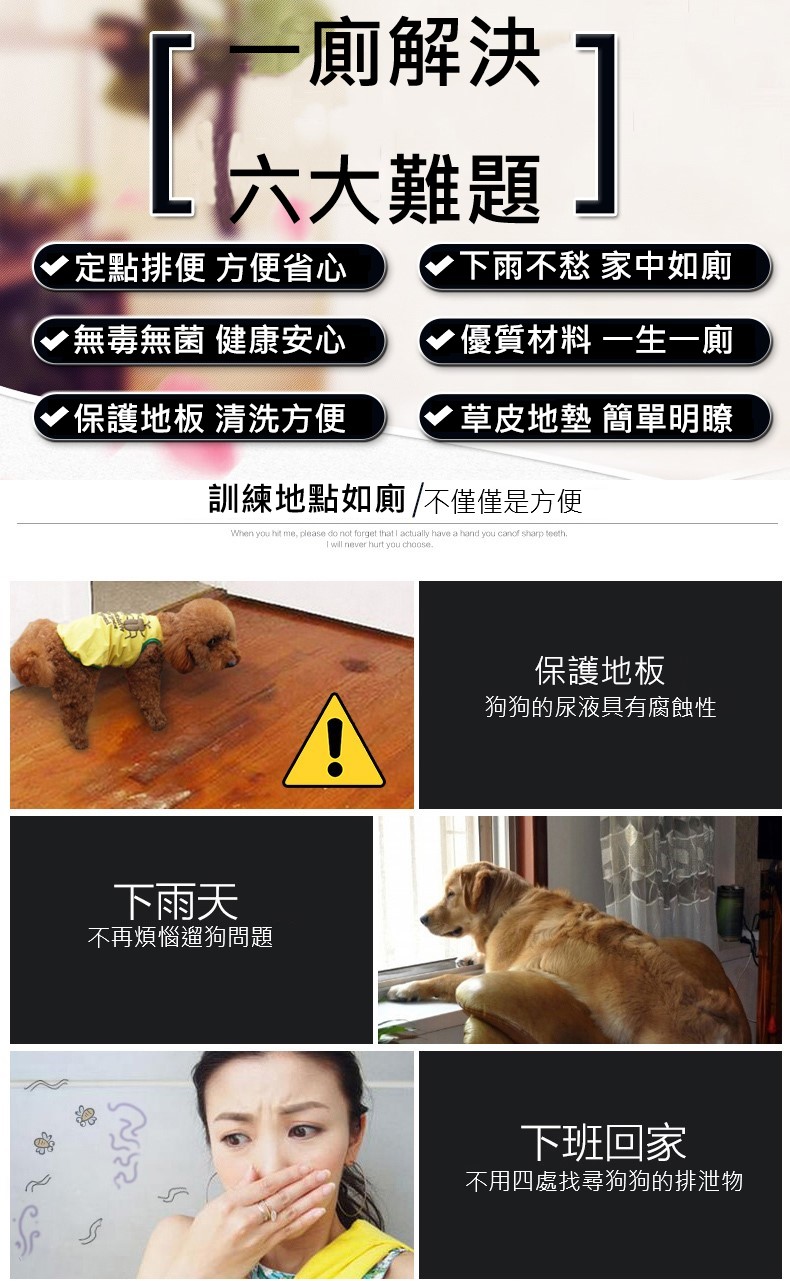 一廁解決
六大難題
定點排便 方便省心
下雨不愁 家中如廁
無毒無菌 健康安心
優質材料 一生一廁
保護地板 清洗方便
草皮地墊 簡單明瞭
訓練地點如廁/不僅僅是方便
When you hit me, please do not forget that I actually have a hand you canof sharp teeth.
I will never hurt you choose.
保護地板
狗狗的尿液具有腐蝕性
下雨天
不再煩惱遛狗問題
下班回家
不用四處找尋狗狗的排泄物